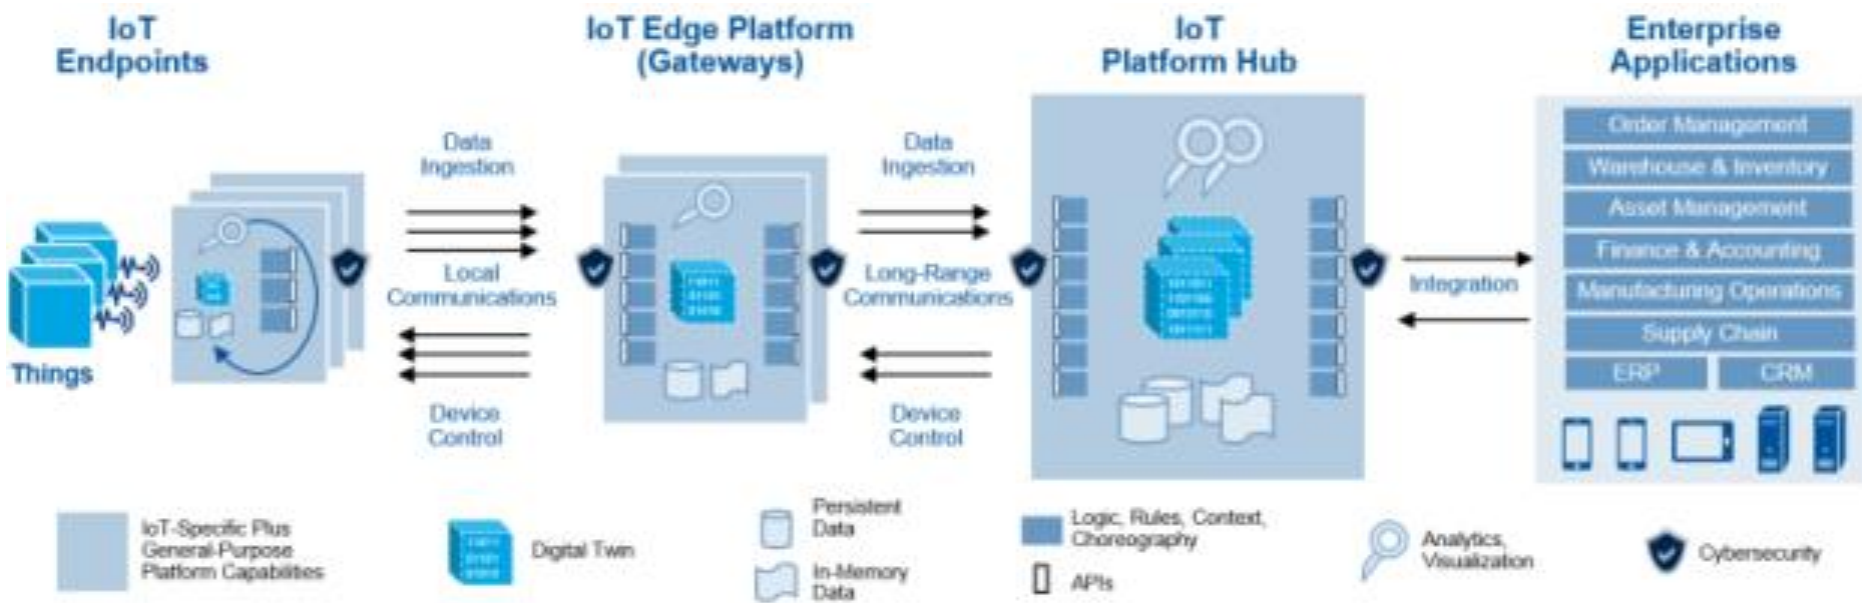 IoT
Endpoints
IoT Edge Platform
(Gateways)
IoT
Platform Hub
Enterprise
Applications
Things
Data
Ingestion
Local
Communications
Device
Control
Data
Ingestion
Long-Range
Communications
Device
Control
Integration
Order Management
Warehouse & Inventory
Asset Management
Finance & Accounting
Manufacturing Operations
Supply Chain
ERP
CRM
IoT-Specific Plus
General-Purpose
Platform Capabilities
Digital Twin
Persistent
Data
In-Memory
Data
Logic, Rules, Context,
Choreography
APIs
Analytics,
Visualization
Cybersecurity